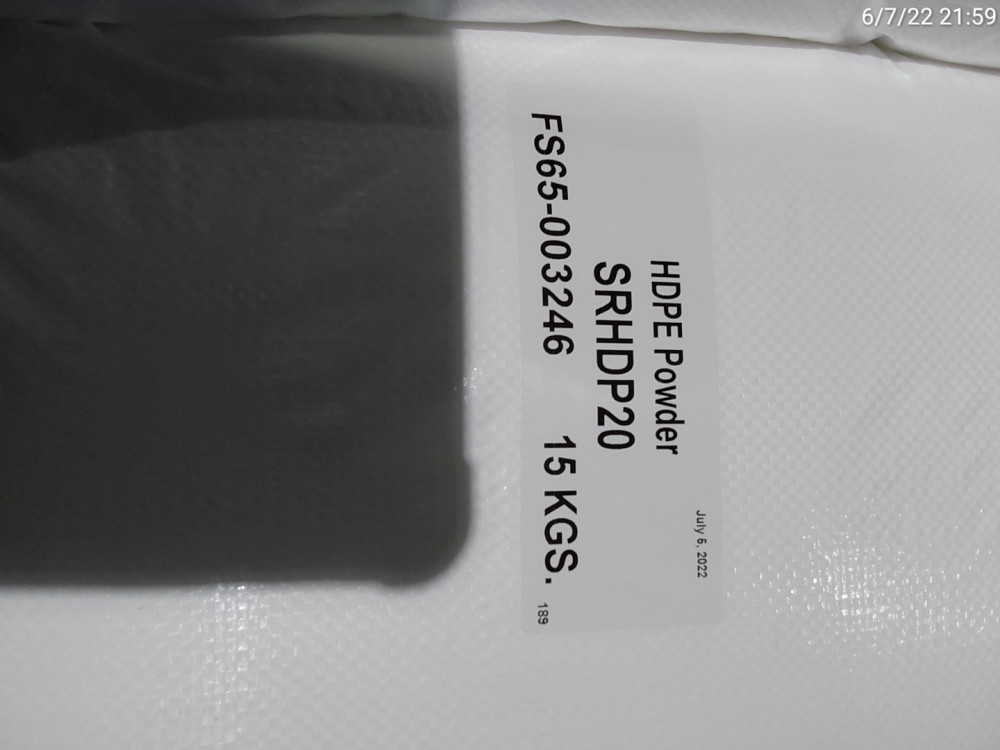 6/7/22 21:59
July 6, 2022
HDPE Powder
SRHDP20
FS65-003246 15 KGS.
189